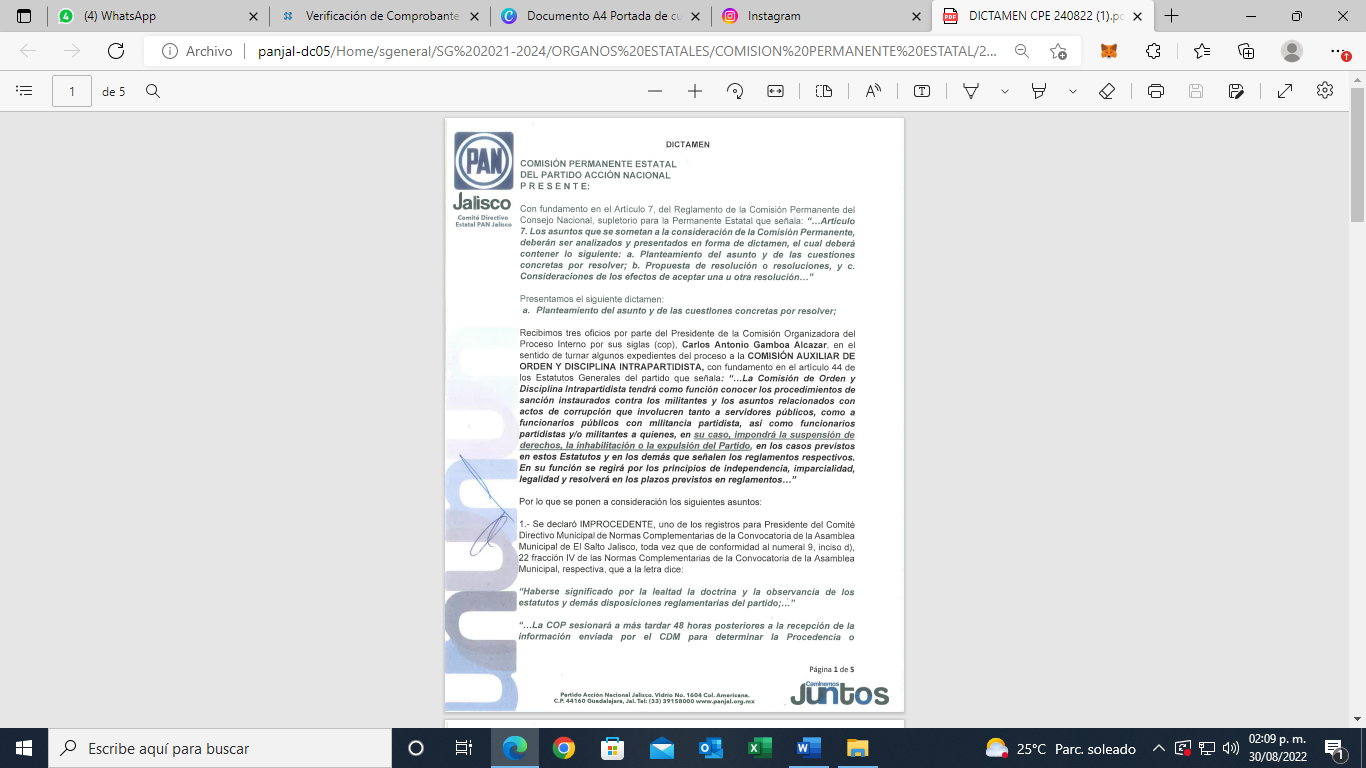 (4) WhatsApp
Verificación de Comprobante
Documento A4 Portada de cu
Instagram
DICTAMEN CPE 240822 (1).pc
Archivo
panjal-dc05/Home/sgeneral/SG%202021-2024/ORGANOS%20ESTATALES/COMISION%20PERMANENTE%20ESTATAL/2...
1 de 5
PAN
Jalisco
Comité Directivo
Estatal PAN Jalisco
DICTAMEN
COMISIÓN PERMANENTE ESTATAL
DEL PARTIDO ACCIÓN NACIONAL
P R E S E N T E:
Con fundamento en el Artículo 7, del Reglamento de la Comisión Permanente del
Consejo Nacional, supletorio para la Permanente Estatal que señala: “…Artículo
7. Los asuntos que se sometan a la consideración de la Comisión Permanente,
deberán ser analizados y presentados en forma de dictamen, el cual deberá
contener lo siguiente: a. Planteamiento del asunto y de las cuestiones
concretas por resolver; b. Propuesta de resolución o resoluciones, y c.
Consideraciones de los efectos de aceptar una u otra resolución…”
Presentamos el siguiente dictamen:
a. Planteamiento del asunto y de las cuestiones concretas por resolver;
Recibimos tres oficios por parte del Presidente de la Comisión Organizadora del
Proceso Interno por sus siglas (cop), Carlos Antonio Gamboa Alcazar, en el
sentido de turnar algunos expedientes del proceso a la COMISIÓN AUXILIAR DE
ORDEN Y DISCIPLINA INTRAPARTIDISTA, con fundamento en el artículo 44 de
los Estatutos Generales del partido que señala: “…La Comisión de Orden y
Disciplina Intrapartidista tendrá como función conocer los procedimientos de
sanción instaurados contra los militantes y los asuntos relacionados con
actos de corrupción que involucren tanto a servidores públicos, como a
funcionarios públicos con militancia partidista, así como funcionarios
partidistas y/o militantes a quienes, en su caso, impondrá la suspensión de
derechos, la inhabilitación o la expulsión del Partido, en los casos previstos
en estos Estatutos y en los demás que señalen los reglamentos respectivos.
En su función se regirá por los principios de independencia, imparcialidad,
legalidad y resolverá en los plazos previstos en reglamentos…”
Por lo que se ponen a consideración los siguientes asuntos:
1.- Se declaró IMPROCEDENTE, uno de los registros para Presidente del Comité
Directivo Municipal de Normas Complementarias de la Convocatoria de la Asamblea
Municipal de El Salto Jalisco, toda vez que de conformidad al numeral 9, inciso d),
22 fracción IV de las Normas Complementarias de la Convocatoria de la Asamblea
Municipal, respectiva, que a la letra dice:
“Haberse significado por la lealtad la doctrina y la observancia de los
estatutos y demás disposiciones reglamentarias del partido;…”
“…La COP sesionará a más tardar 48 horas posteriores a la recepción de la
información enviada por el CDM para determinar la Procedencia o
Página 1 de 5
Partido Acción Nacional Jalisco. Vidrio No. 1604 Col. Americana.
C.P. 44160 Guadalajara, Jal. Tel: (33) 39158000 www.panjal.org.mx
Caminemos
Juntos
Escribe aquí para buscar
25°C Parc. soleado
02:09 p. m.
30/08/2022
1